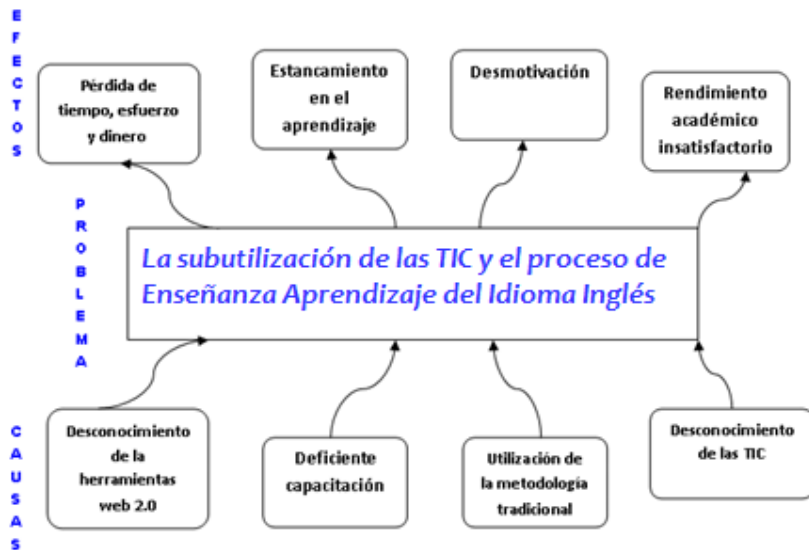 EFECTOS
Pérdida de
tiempo, esfuerzo
y dinero
Estancamiento
en el
aprendizaje
Desmotivación
Rendimiento
académico
insatisfactorio
PROBLEMA
La subutilización de las TIC y el proceso de
Enseñanza Aprendizaje del Idioma Inglés
CAUSAS
Desconocimiento
de la
herramientas
web 2.0
Deficiente
capacitación
Utilización de
la metodología
tradicional
Desconocimiento
de las TIC